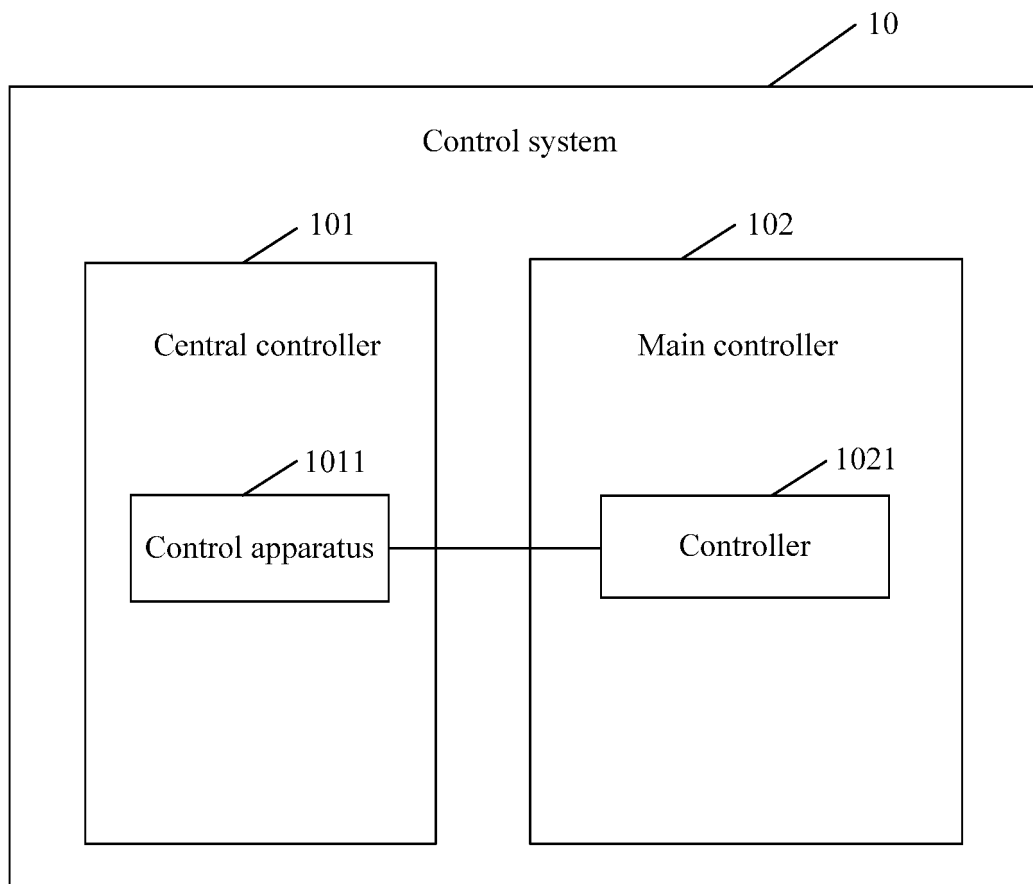 10
Control system
101
102
Central controller
Main controller
1011
1021
Control apparatus
Controller